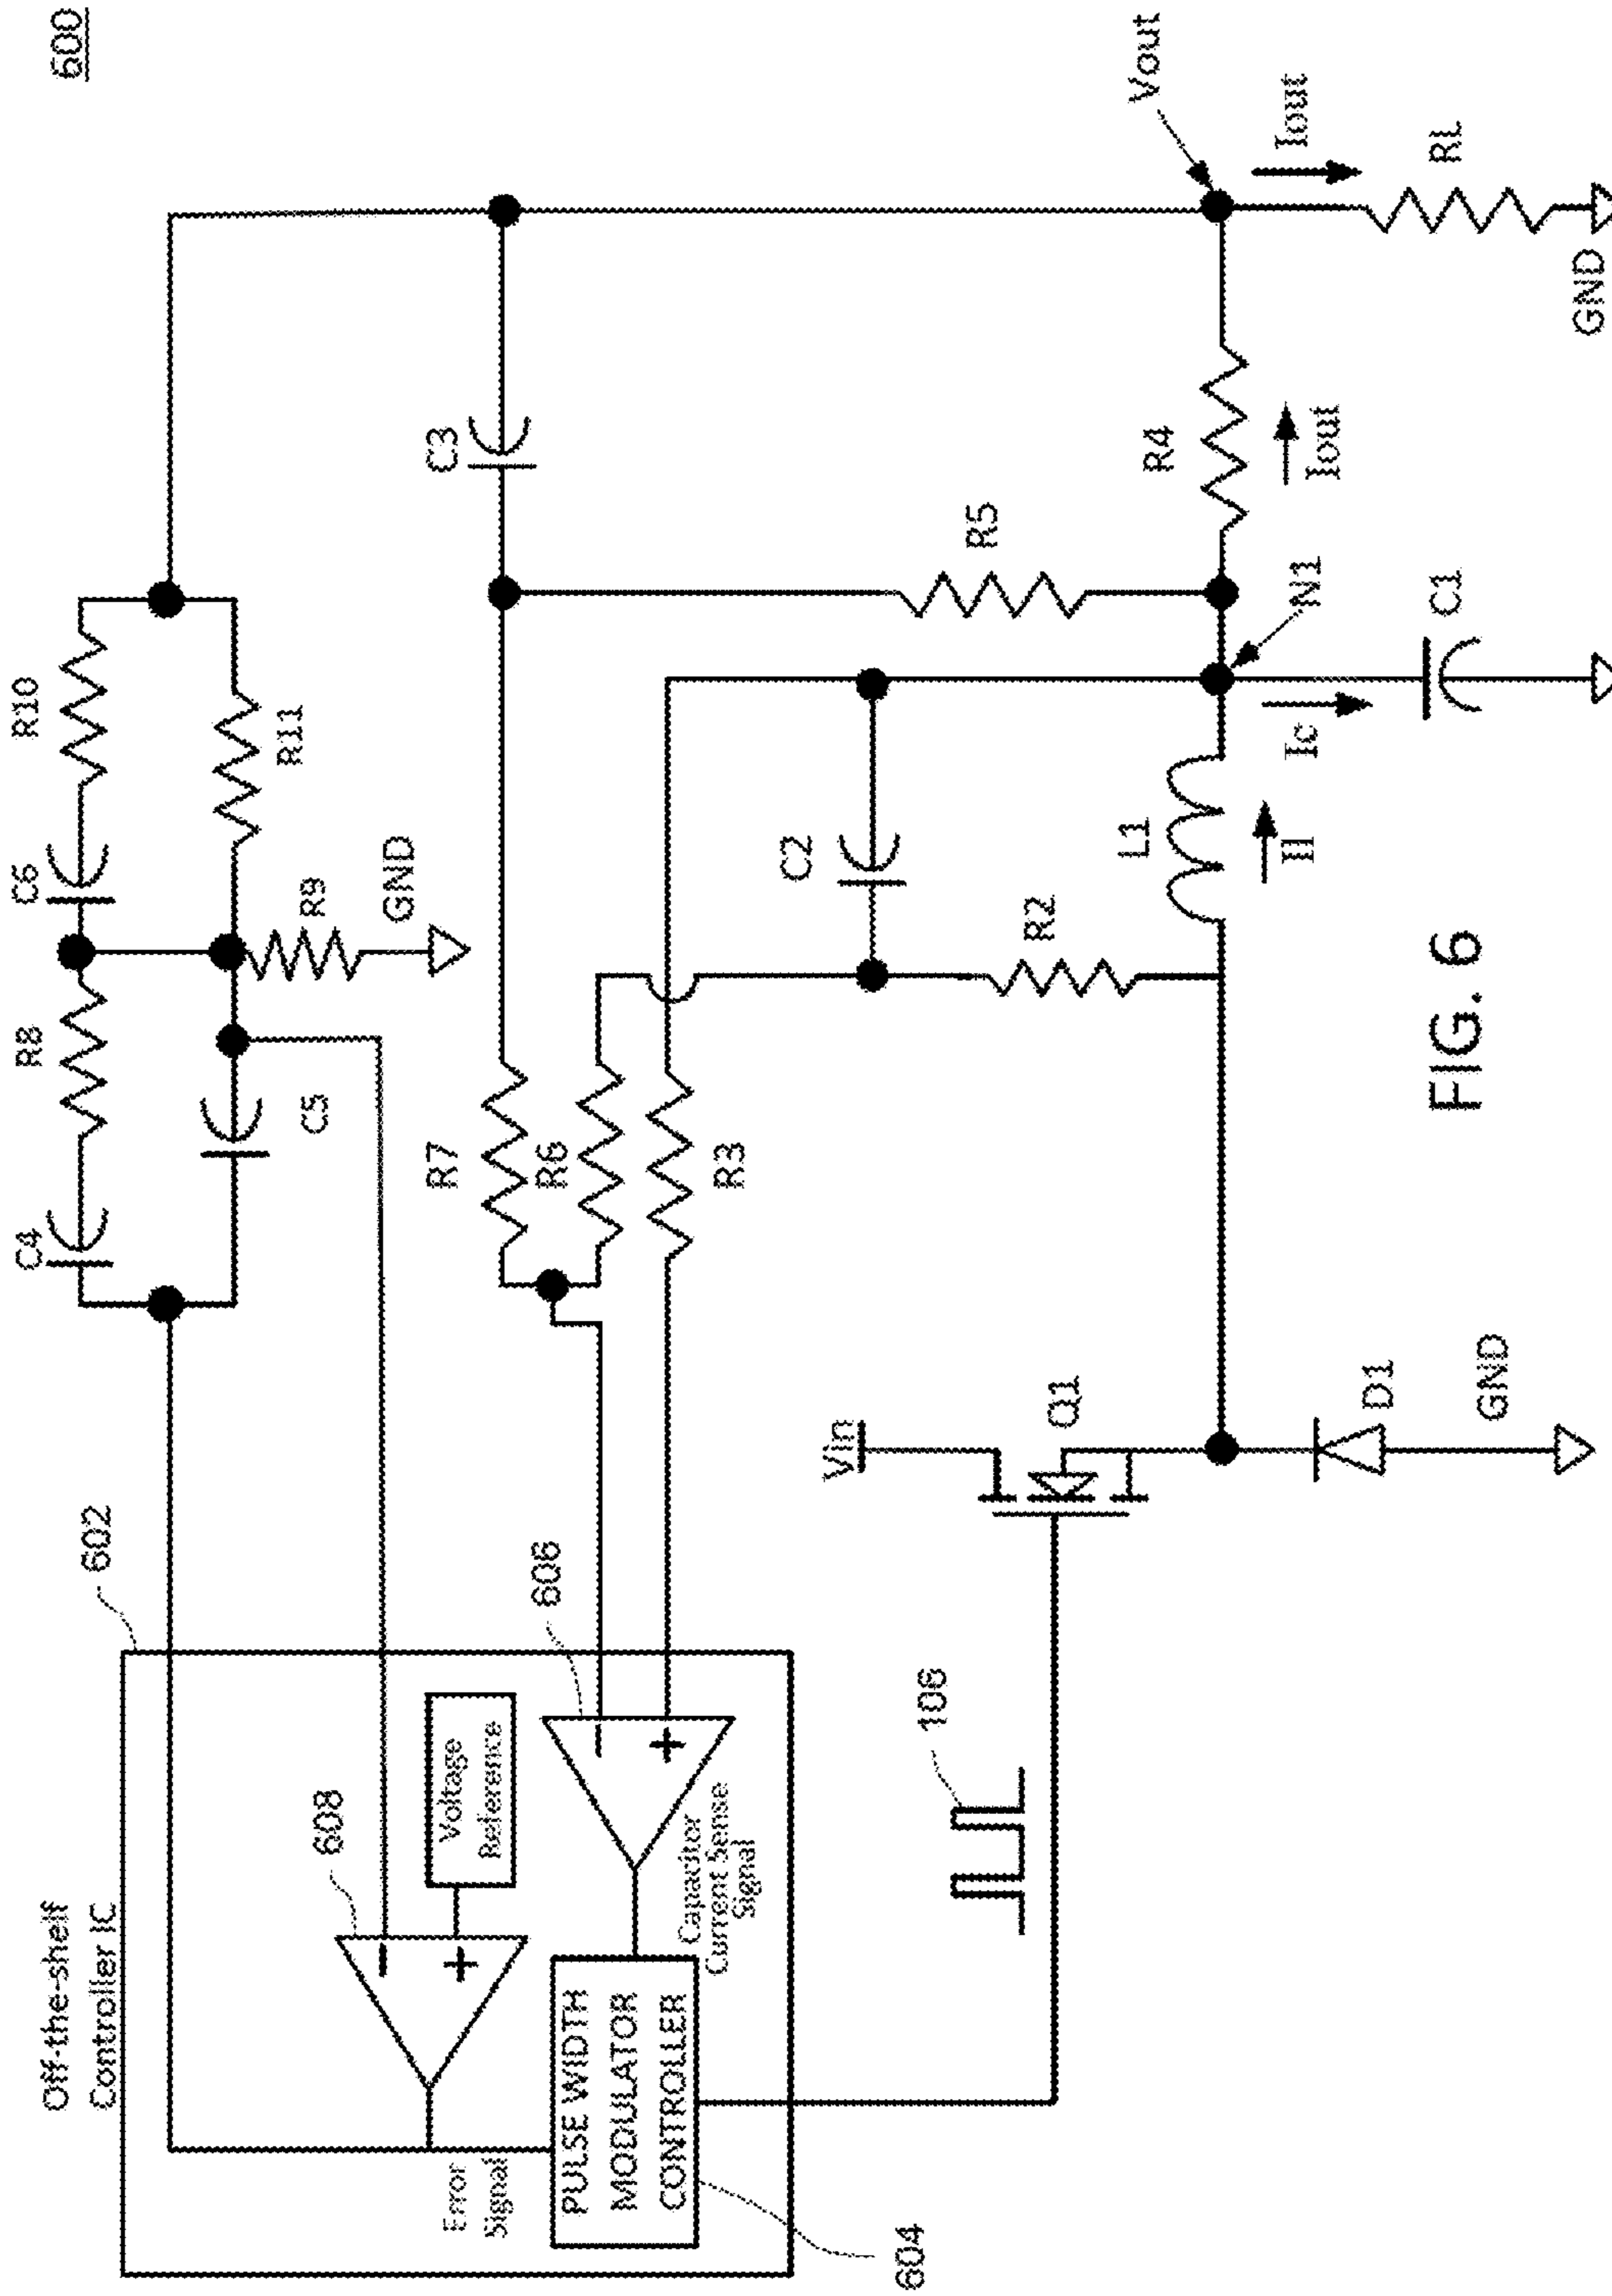 600
Off-the-shelf
Controller IC
602
C4
R8
C6
R10
C5
R9
R11
GND
608
Voltage
Reference
606
Error
Signal
PULSE WIDTH
MODULATOR
CONTROLLER
Capacitor
Current Sense
Signal
604
R7
R6
R3
C3
C2
R5
R2
106
Vin
Q1
L1
Il
N1
R4
Iout
Vout
Iout
Ic
C1
RL
D1
GND
GND
FIG. 6